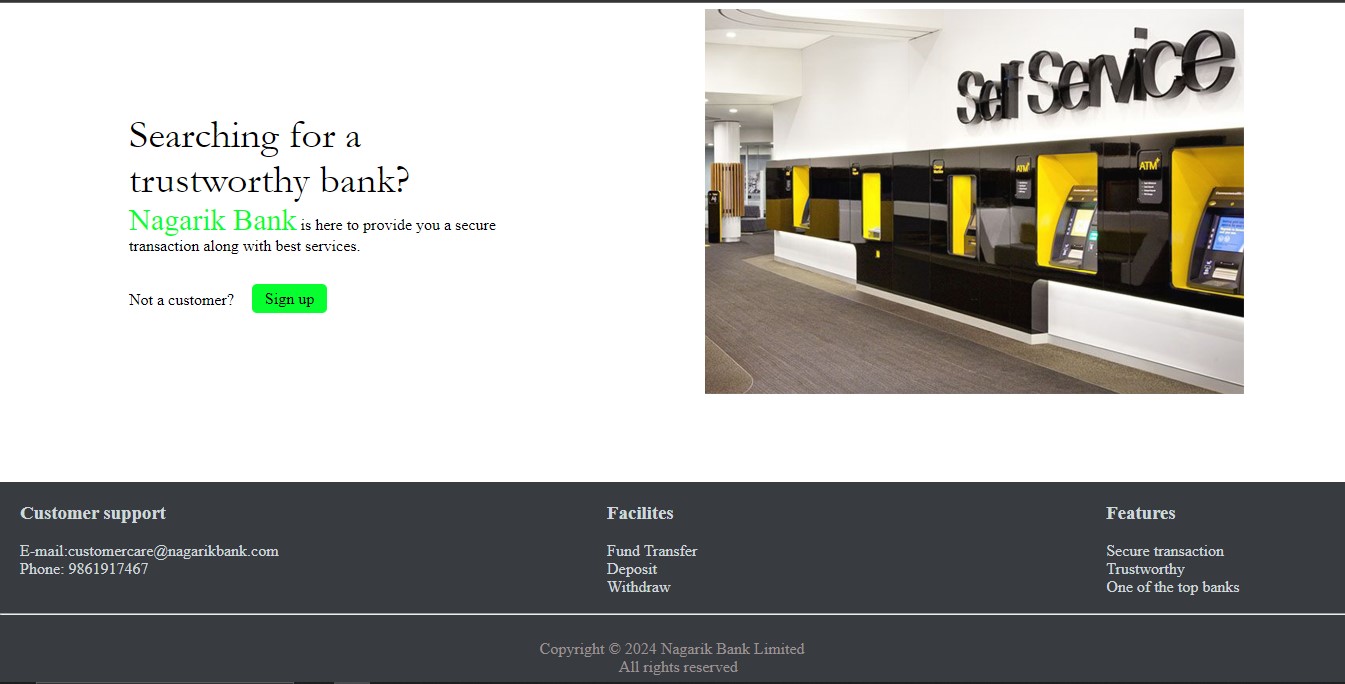 Searching for a
trustworthy bank?
Nagarik Bank is here to provide you a secure
transaction along with best services.
Not a customer? Sign up
Self Service
ATM
ATM
Customer support
E-mail:customercare@nagarikbank.com
Phone: 9861917467
Facilites
Fund Transfer
Deposit
Withdraw
Features
Secure transaction
Trustworthy
One of the top banks
Copyright © 2024 Nagarik Bank Limited
All rights reserved